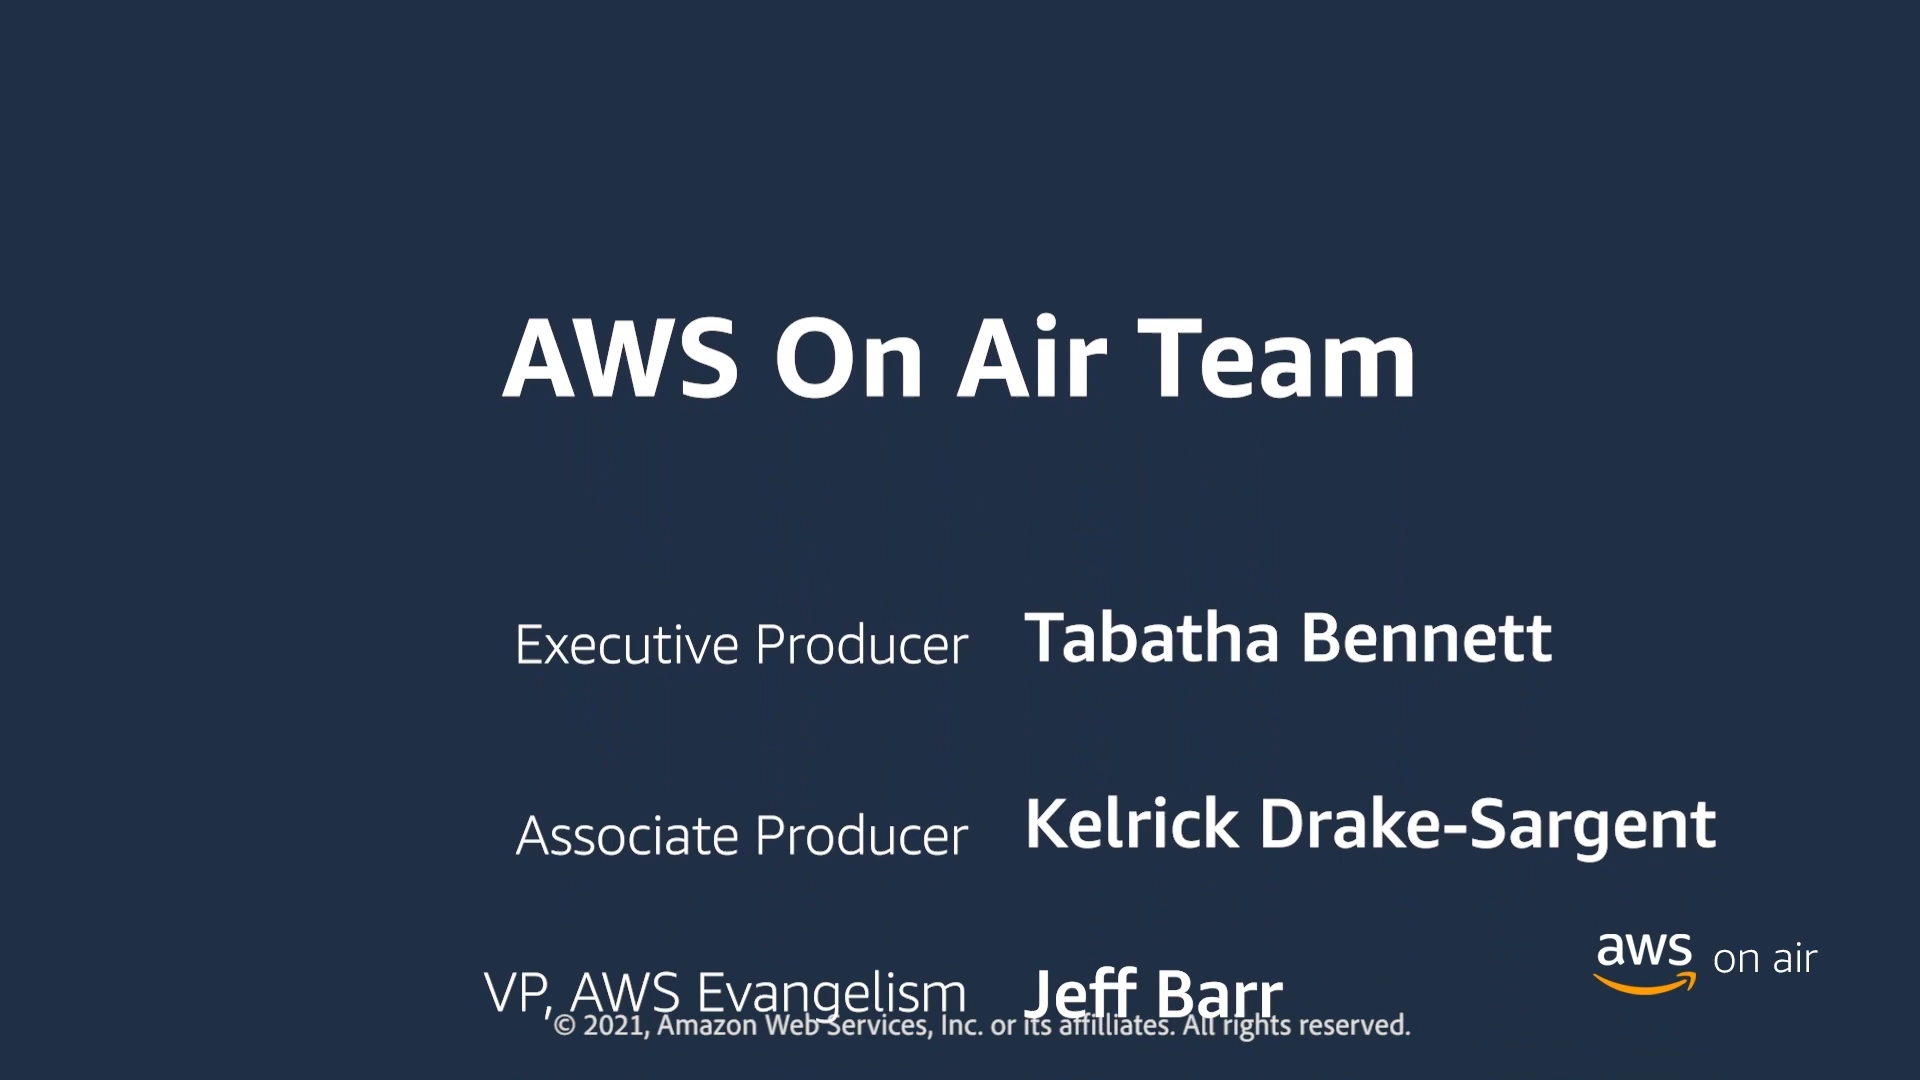 AWS On Air Team
Executive Producer Tabatha Bennett
Associate Producer Kelrick Drake-Sargent
aws on air
VP, AWS Evangelism Jeff Barr
© 2021, Amazon Web Services, Inc. or its affilliates. All rights reserved.